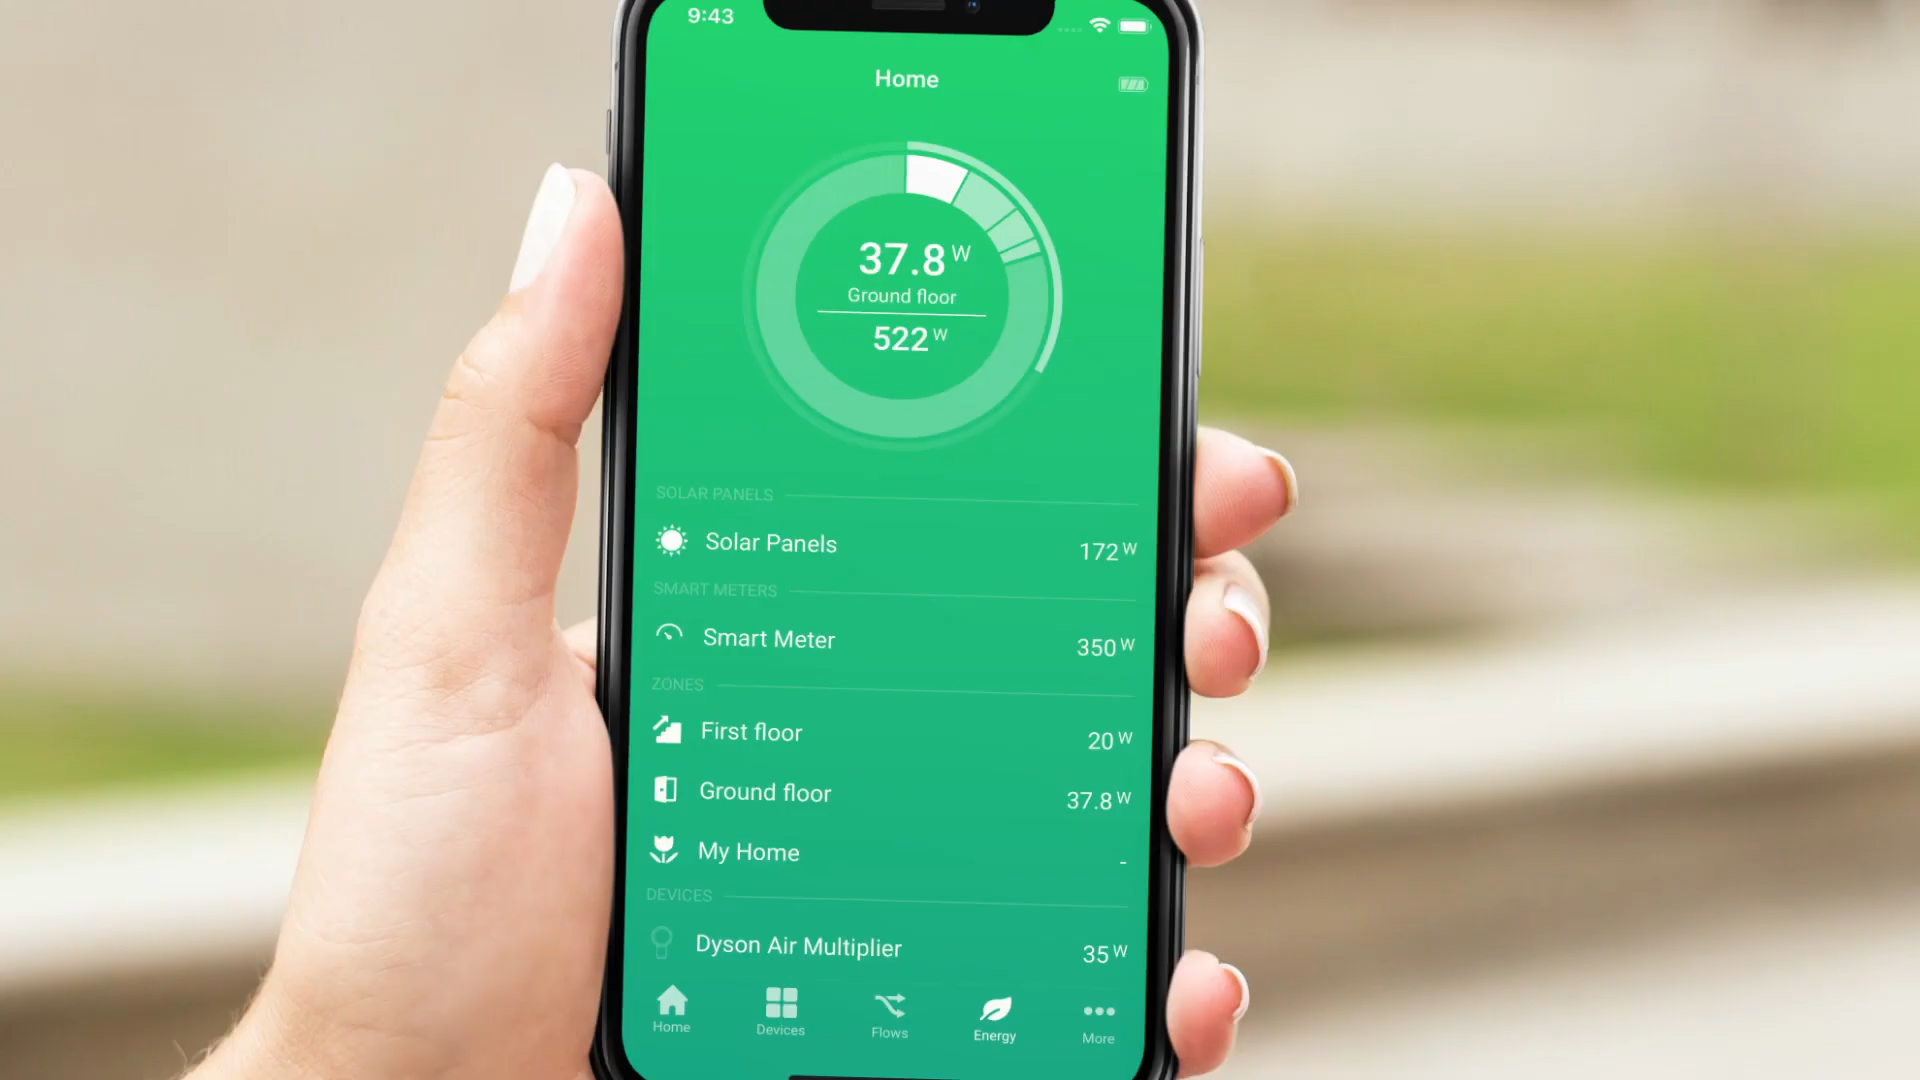 9:43
Home
37.8 W
Ground floor
522 W
SOLAR PANELS
Solar Panels 172 W
SMART METERS
Smart Meter 350 W
ZONES
First floor 20 W
Ground floor 37.8 W
My Home -
DEVICES
Dyson Air Multiplier 35 W
Home Devices Flows Energy More